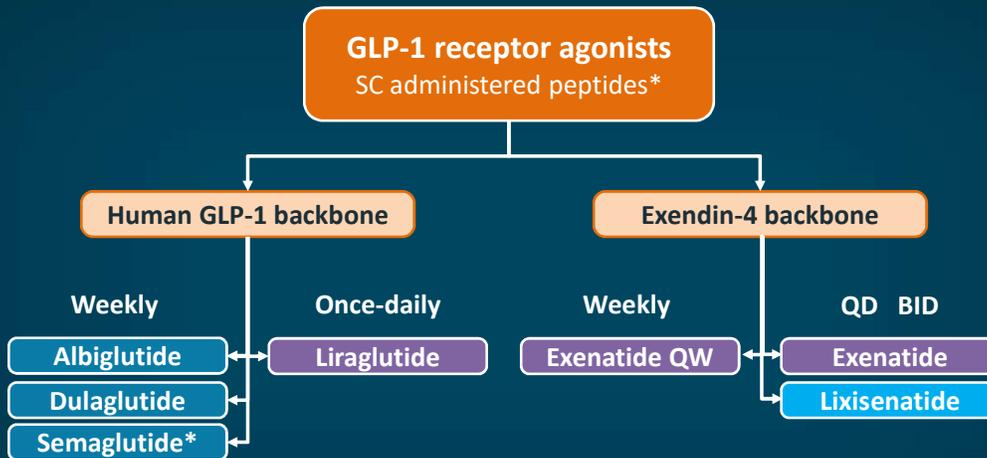 GLP-1 receptor agonists
SC administered peptides*
Human GLP-1 backbone
Exendin-4 backbone
Weekly
Once-daily
Weekly
QD BID
Albiglutide
Liraglutide
Exenatide QW
Exenatide
Dulaglutide
Lixisenatide
Semaglutide*